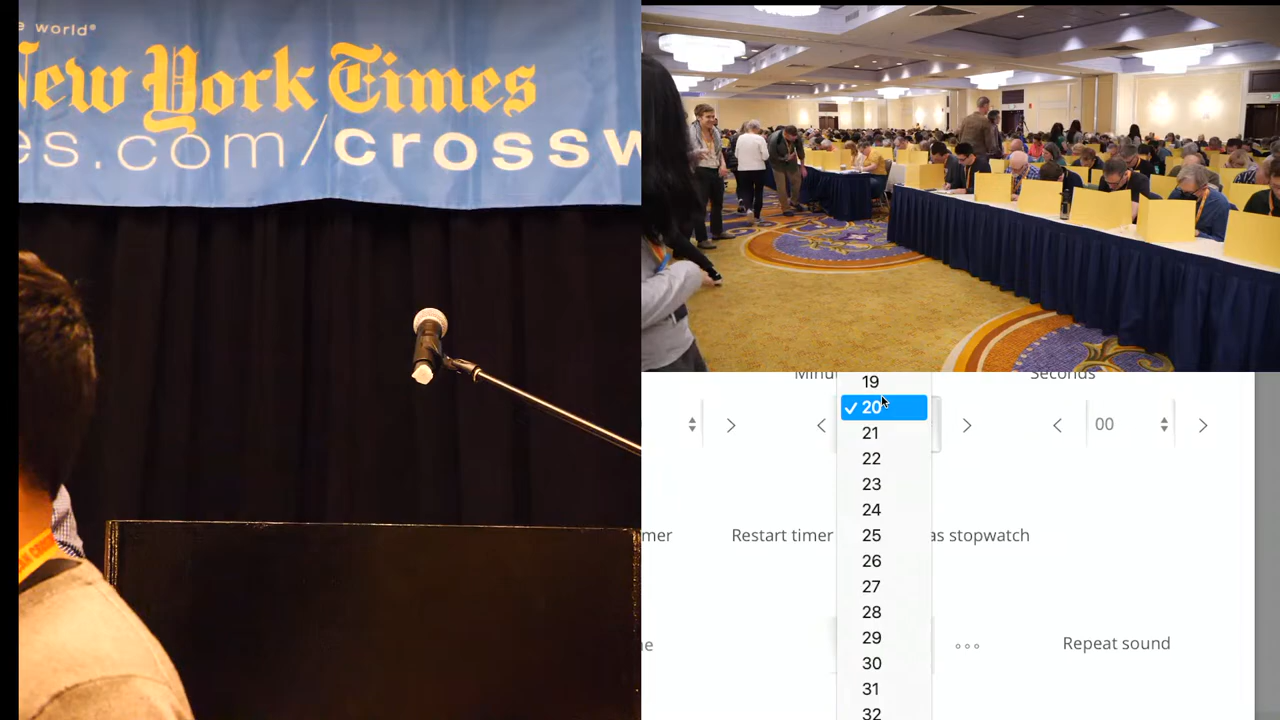 e world®
New York Times
es.com/crossw
Minu
Seconds
19
20
00
21
22
23
24
25
26
27
28
29
30
31
32
mer
Restart timer
as stopwatch
e
Repeat sound